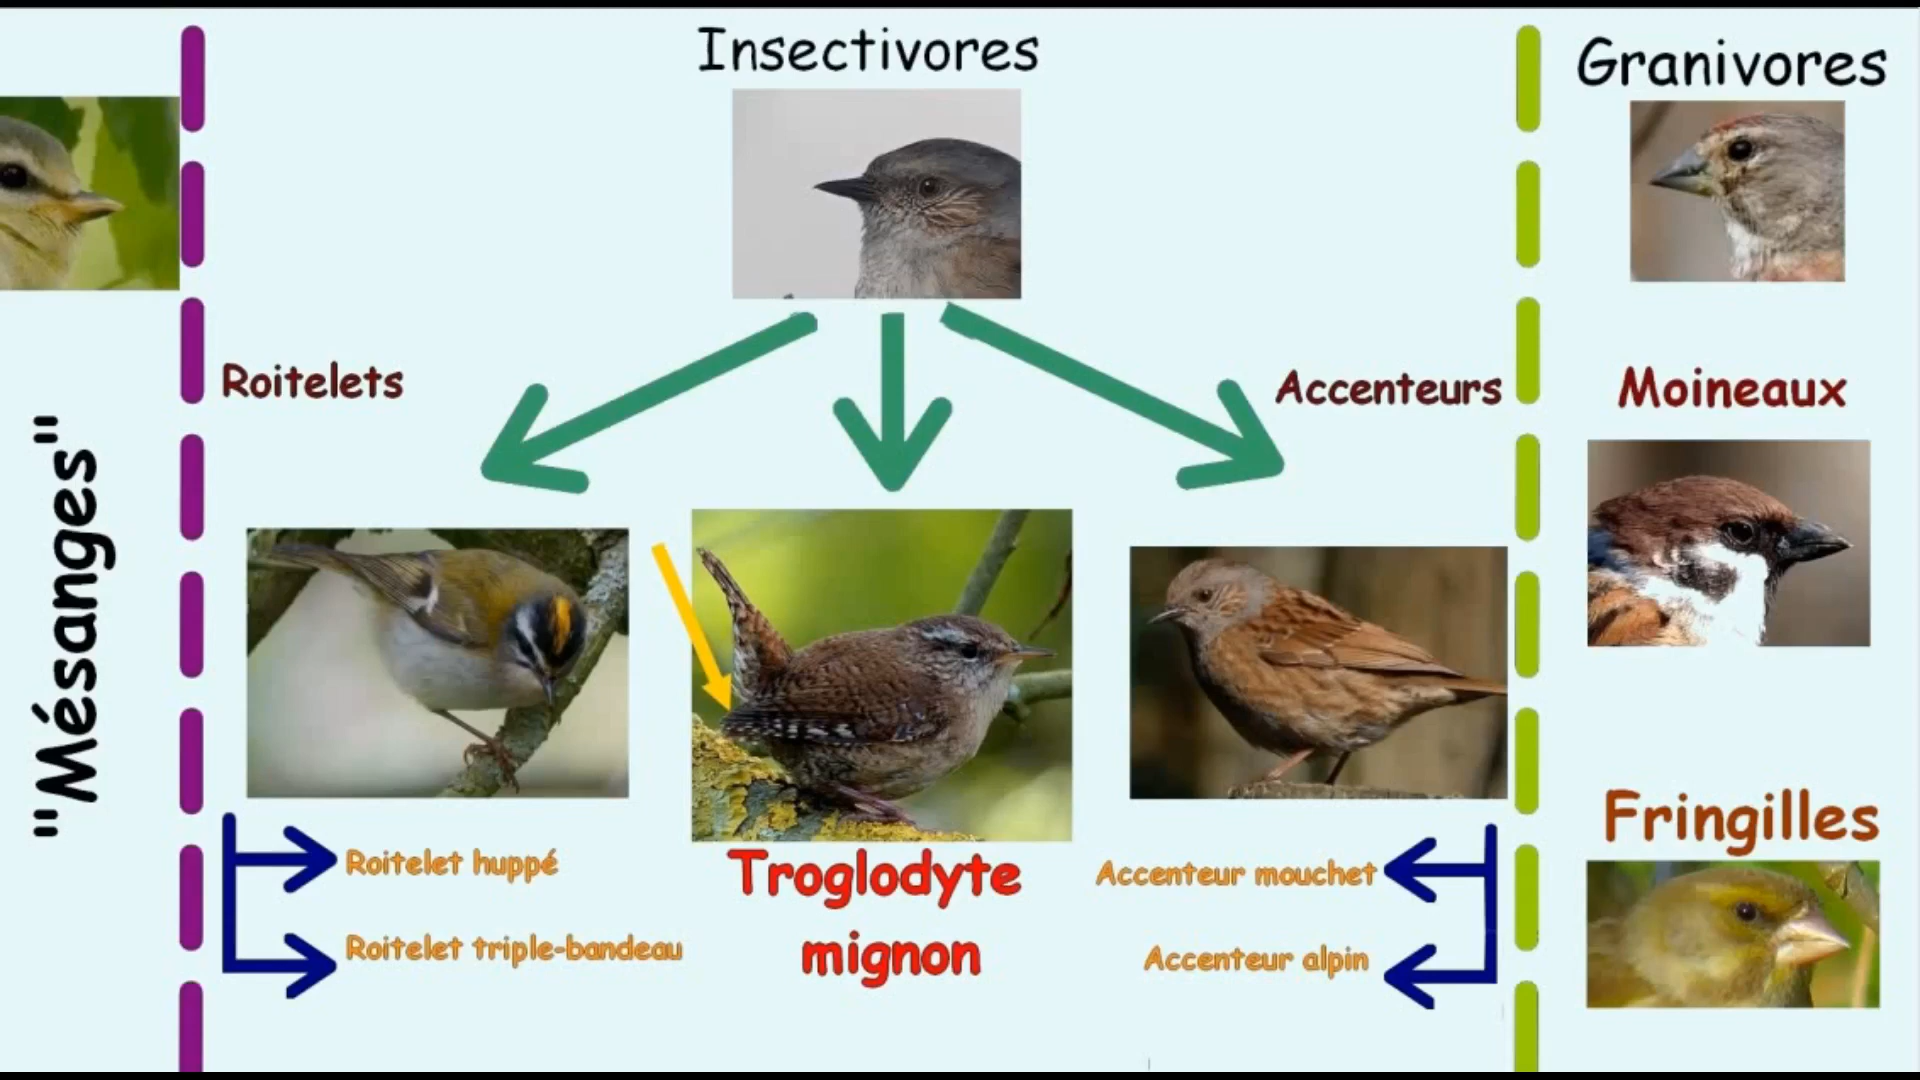 "Mésanges"
Insectivores
Roitelets
Accenteurs
Roitelet huppé
Roitelet triple-bandeau
Troglodyte
mignon
Accenteur mouchet
Accenteur alpin
Granivores
Moineaux
Fringilles